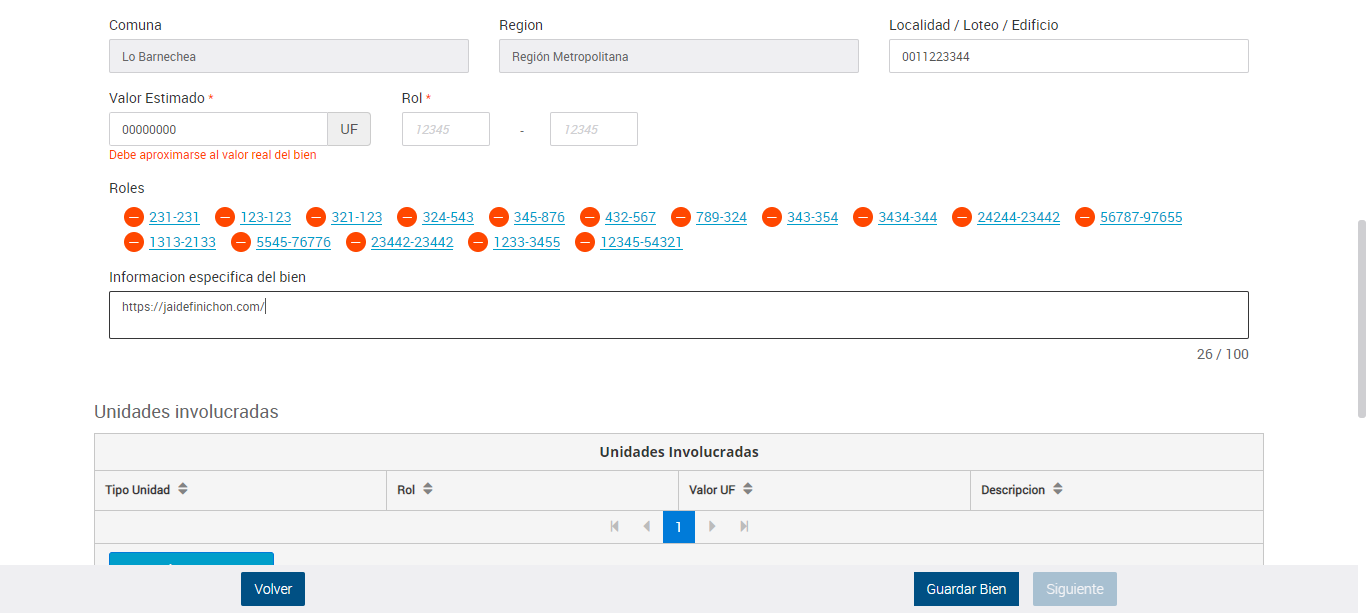 Comuna Region Localidad / Loteo / Edificio
Lo Barnechea Región Metropolitana 0011223344
Valor Estimado * Rol *
00000000 UF 12345 - 12345
Debe aproximarse al valor real del bien
Roles
231-231 123-123 321-123 324-543 345-876 432-567 789-324 343-354 3434-344 24244-23442 56787-97655
1313-2133 5545-76776 23442-23442 1233-3455 12345-54321
Informacion especifica del bien
https://jaidefinichon.com/
26 / 100
Unidades involucradas
Unidades Involucradas
Tipo Unidad Rol Valor UF Descripcion
1
Volver Guardar Bien Siguiente